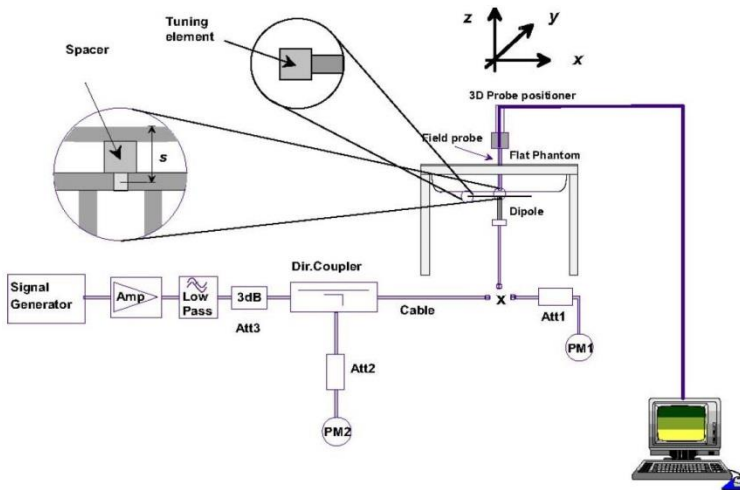 Tuning
element
Spacer
s
z
y
x
3D Probe positioner
Field probe
Flat Phantom
Dipole
Signal
Generator
Amp
Low
Pass
3dB
Att3
Dir.Coupler
Cable
x
Att1
PM1
Att2
PM2